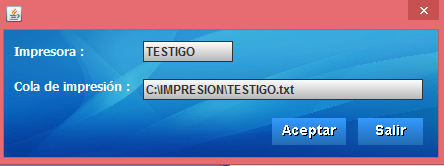 Impresora : TESTIGO
Cola de impresión : C:\IMPRESION\TESTIGO.txt
Aceptar Salir